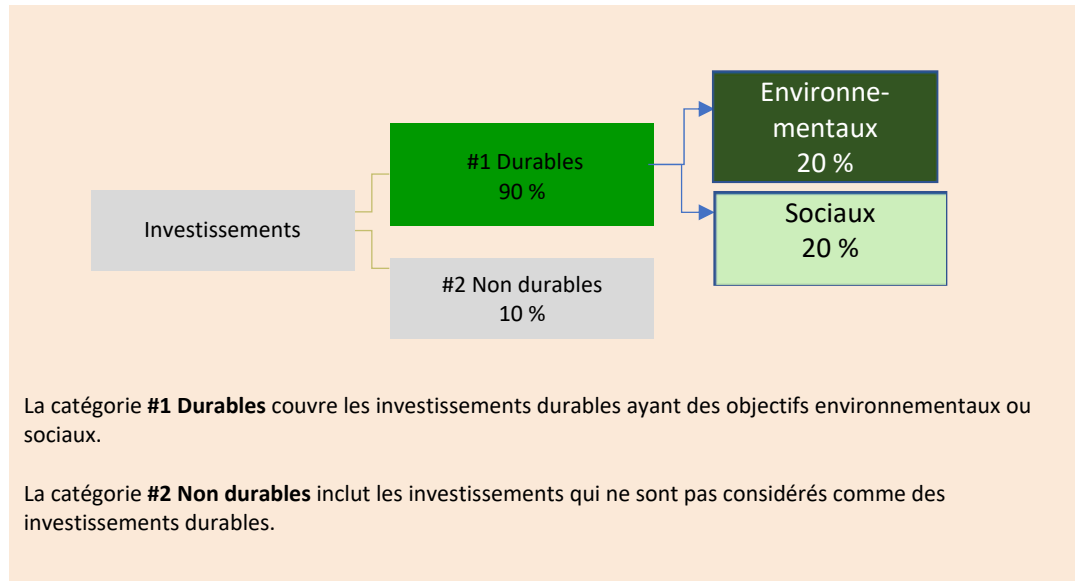 Investissements
#1 Durables
90 %
#2 Non durables
10 %
Environne-
mentaux
20 %
Sociaux
20 %
La catégorie #1 Durables couvre les investissements durables ayant des objectifs environnementaux ou
sociaux.
La catégorie #2 Non durables inclut les investissements qui ne sont pas considérés comme des
investissements durables.